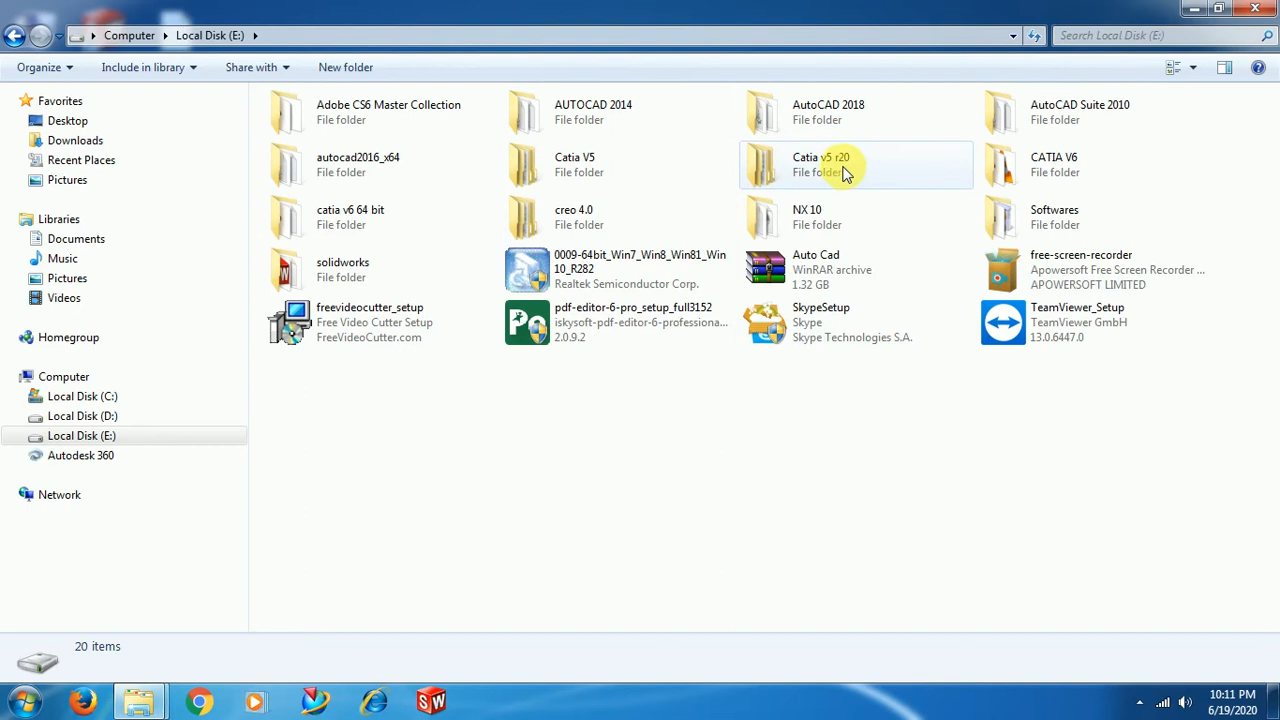 Computer
Local Disk (E:)
Search Local Disk (E:)
Organize
Include in library
Share with
New folder
Favorites
Desktop
Downloads
Recent Places
Pictures
Libraries
Documents
Music
Pictures
Videos
Homegroup
Computer
Local Disk (C:)
Local Disk (D:)
Local Disk (E:)
Autodesk 360
Network
Adobe CS6 Master Collection
File folder
AUTOCAD 2014
File folder
AutoCAD 2018
File folder
AutoCAD Suite 2010
File folder
autocad2016_x64
File folder
Catia V5
File folder
Catia v5 r20
File folder
CATIA V6
File folder
catia v6 64 bit
File folder
creo 4.0
File folder
NX 10
File folder
Softwares
File folder
solidworks
File folder
0009-64bit_Win7_Win8_Win81_Win
10_R282
Realtek Semiconductor Corp.
Auto Cad
WinRAR archive
1.32 GB
free-screen-recorder
Apowersoft Free Screen Recorder ...
APOWERSOFT LIMITED
freevideocutter_setup
Free Video Cutter Setup
FreeVideoCutter.com
pdf-editor-6-pro_setup_full3152
iskysoft-pdf-editor-6-professiona...
2.0.9.2
SkypeSetup
Skype
Skype Technologies S.A.
TeamViewer_Setup
TeamViewer GmbH
13.0.6447.0
20 items
10:11 PM
6/19/2020